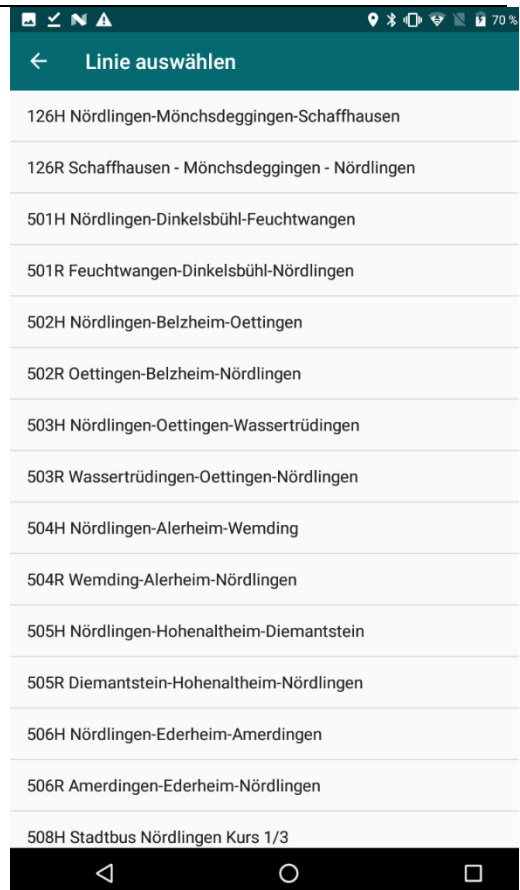 70 %
Linie auswählen
126H Nördlingen-Mönchsdeggingen-Schaffhausen
126R Schaffhausen - Mönchsdeggingen - Nördlingen
501H Nördlingen-Dinkelsbühl-Feuchtwangen
501R Feuchtwangen-Dinkelsbühl-Nördlingen
502H Nördlingen-Belzheim-Oettingen
502R Oettingen-Belzheim-Nördlingen
503H Nördlingen-Oettingen-Wassertrüdingen
503R Wassertrüdingen-Oettingen-Nördlingen
504H Nördlingen-Alerheim-Wemding
504R Wemding-Alerheim-Nördlingen
505H Nördlingen-Hohenaltheim-Diemantstein
505R Diemantstein-Hohenaltheim-Nördlingen
506H Nördlingen-Ederheim-Amerdingen
506R Amerdingen-Ederheim-Nördlingen
508H Stadtbus Nördlingen Kurs 1/3